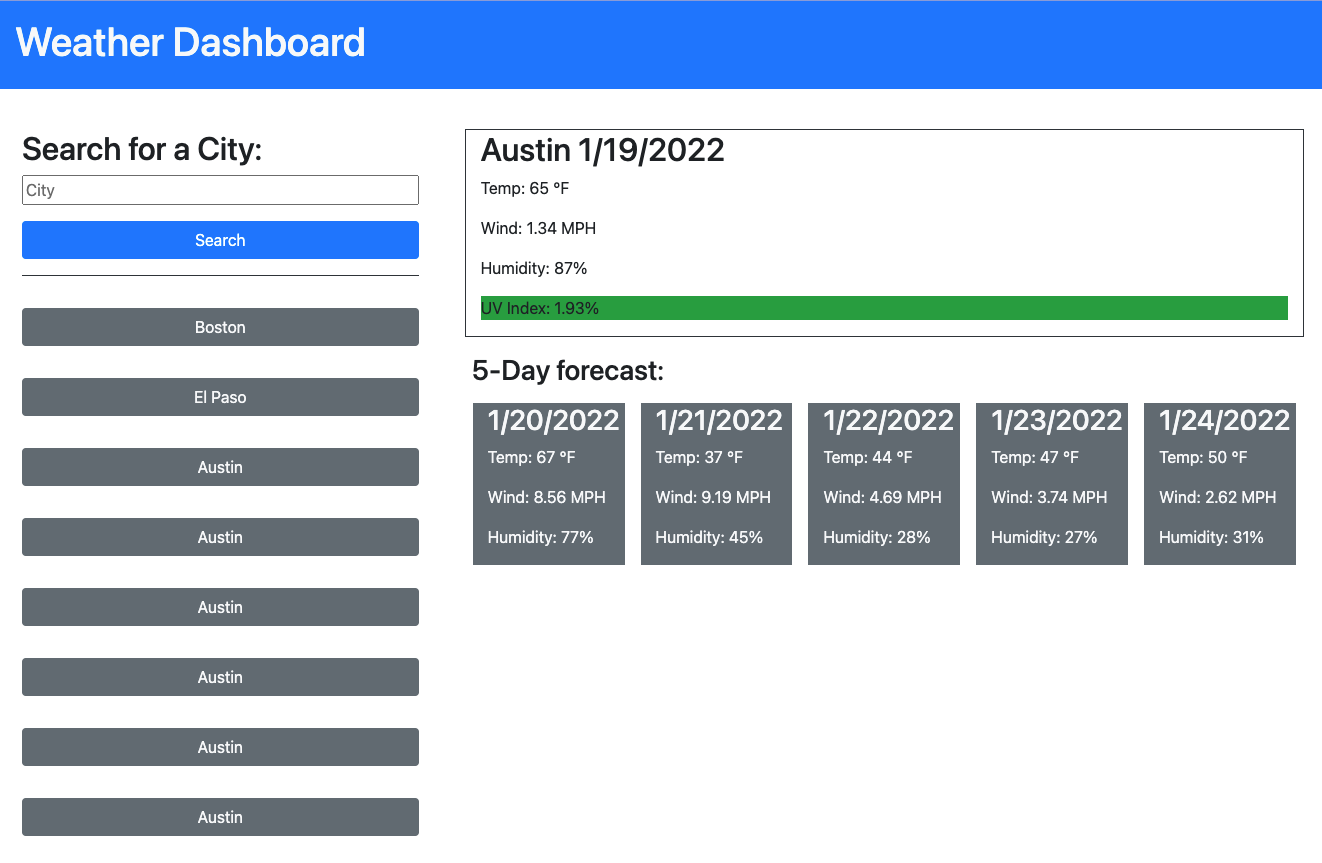 Weather Dashboard
Search for a City:
City
Search
Boston
El Paso
Austin
Austin
Austin
Austin
Austin
Austin
Austin 1/19/2022
Temp: 65 °F
Wind: 1.34 MPH
Humidity: 87%
UV Index: 1.93%
5-Day forecast:
1/20/2022
Temp: 67 °F
Wind: 8.56 MPH
Humidity: 77%
1/21/2022
Temp: 37 °F
Wind: 9.19 MPH
Humidity: 45%
1/22/2022
Temp: 44 °F
Wind: 4.69 MPH
Humidity: 28%
1/23/2022
Temp: 47 °F
Wind: 3.74 MPH
Humidity: 27%
1/24/2022
Temp: 50 °F
Wind: 2.62 MPH
Humidity: 31%